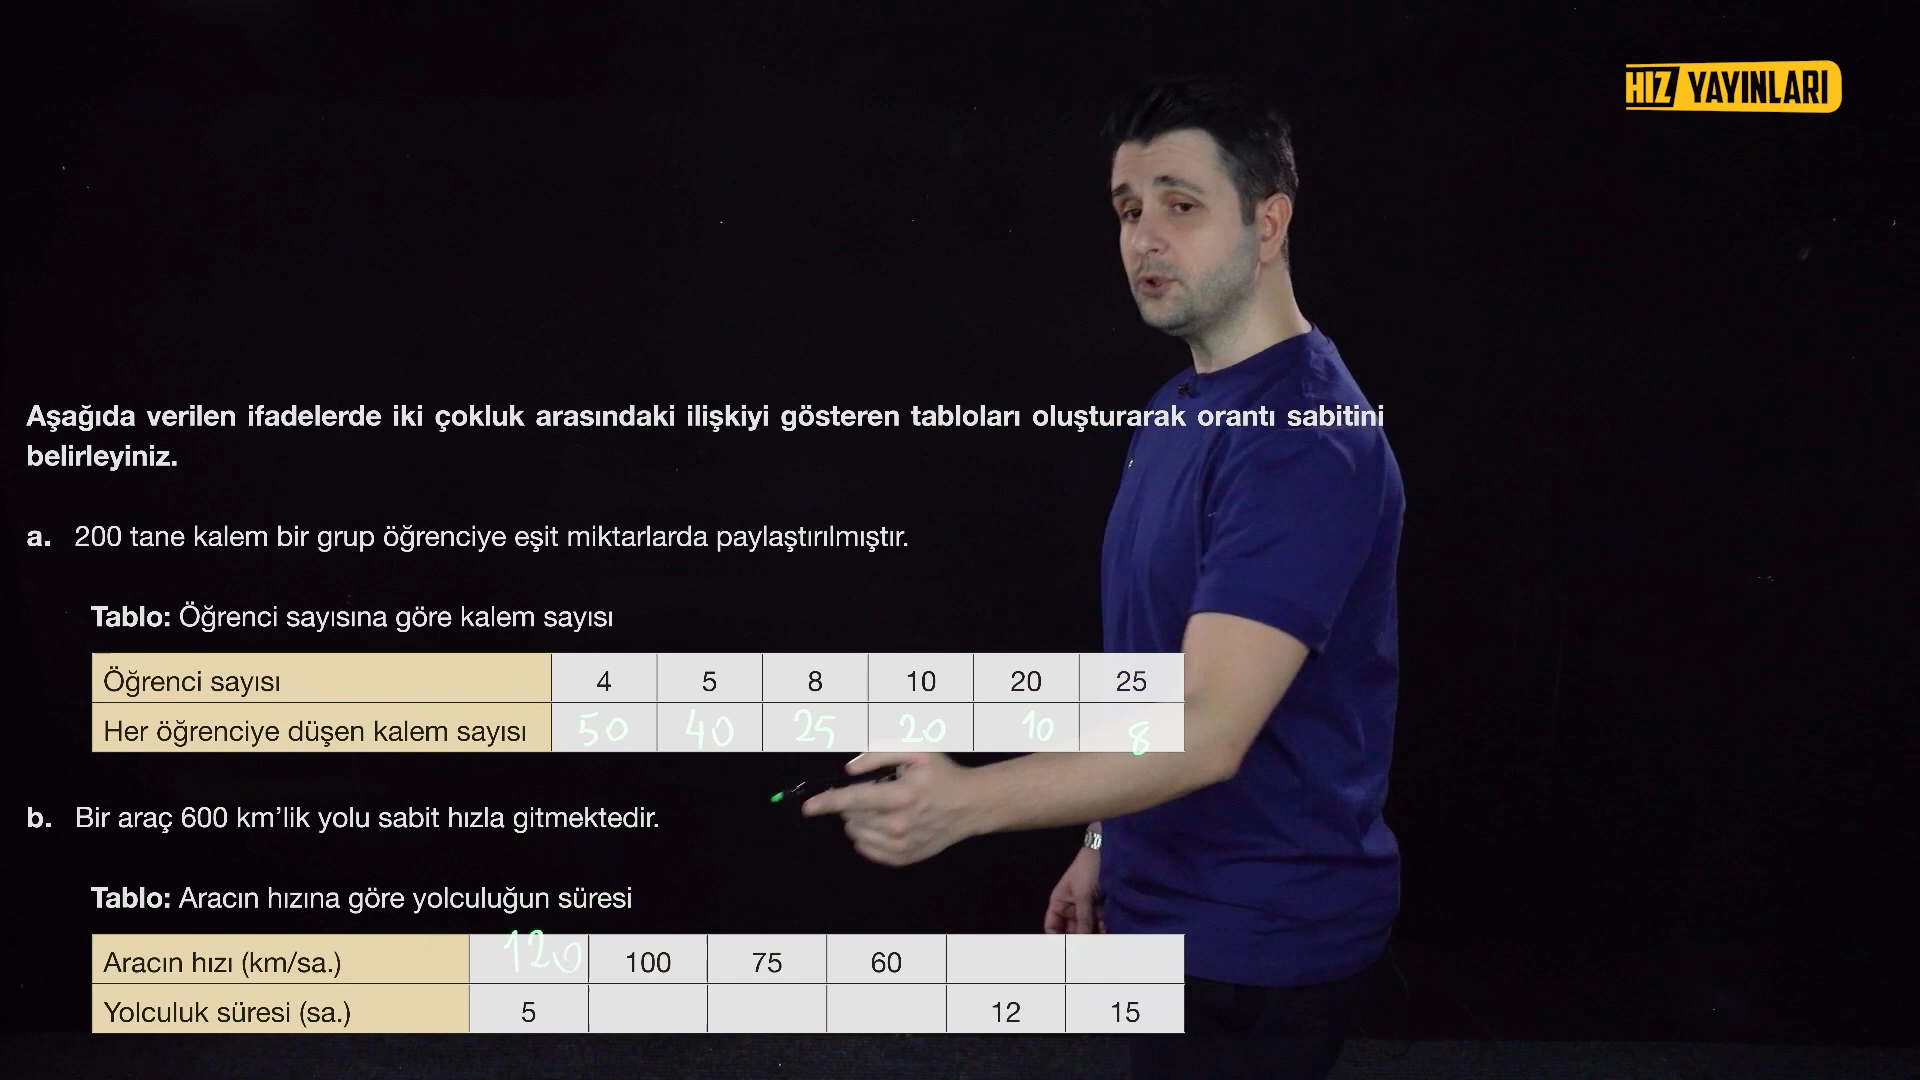 HIZ YAYINLARI
Aşağıda verilen ifadelerde iki çokluk arasındaki ilişkiyi gösteren tabloları oluşturarak orantı sabitini
belirleyiniz.
a. 200 tane kalem bir grup öğrenciye eşit miktarlarda paylaştırılmıştır.
Tablo: Öğrenci sayısına göre kalem sayısı
Öğrenci sayısı 4 5 8 10 20 25
Her öğrenciye düşen kalem sayısı 50 40 25 20 10 8
b. Bir araç 600 km’lik yolu sabit hızla gitmektedir.
Tablo: Aracın hızına göre yolculuğun süresi
Aracın hızı (km/sa.) 120 100 75 60
Yolculuk süresi (sa.) 5 12 15